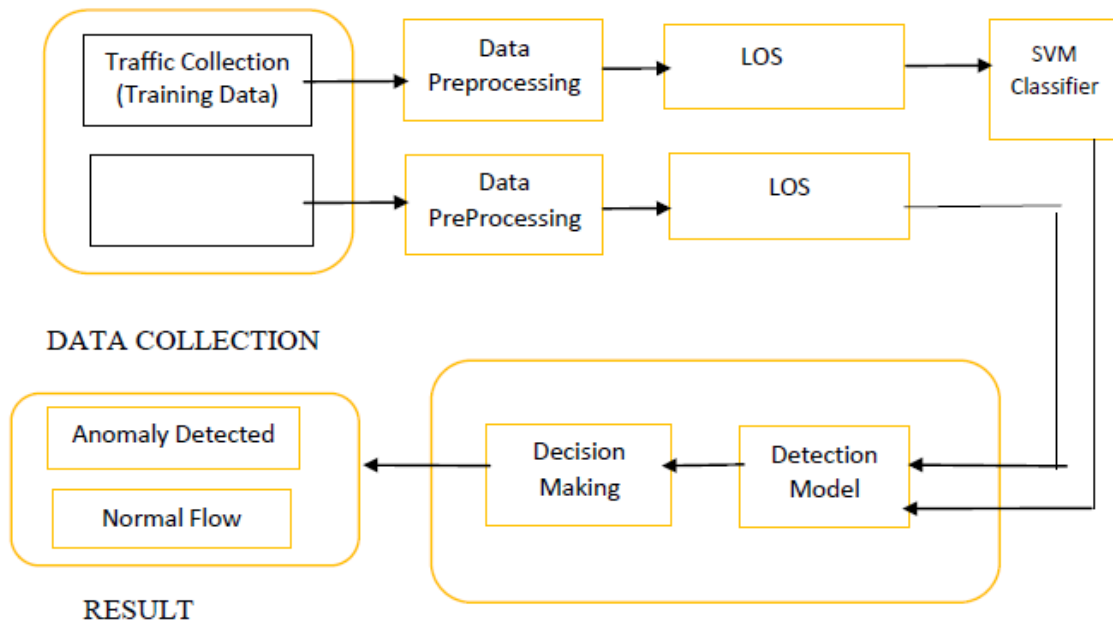 Traffic Collection
(Training Data)
Data
Preprocessing
LOS
SVM
Classifier
Data
PreProcessing
LOS
DATA COLLECTION
Anomaly Detected
Normal Flow
Decision
Making
Detection
Model
RESULT